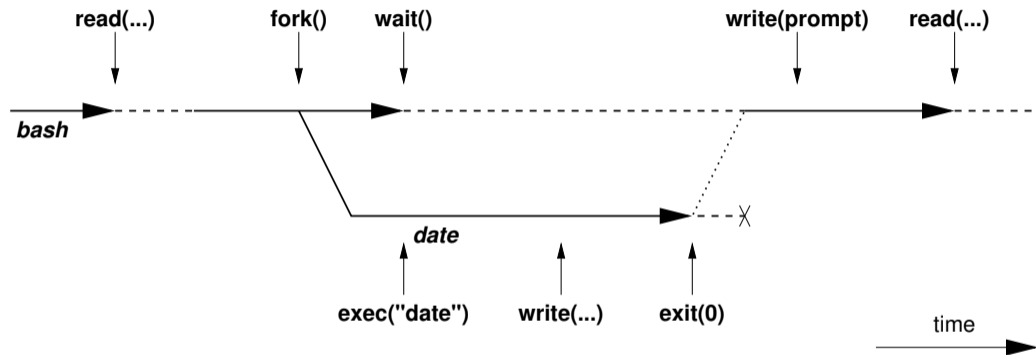 read(...) fork() wait() write(prompt) read(...)
bash
date
exec("date") write(...) exit(0)
time